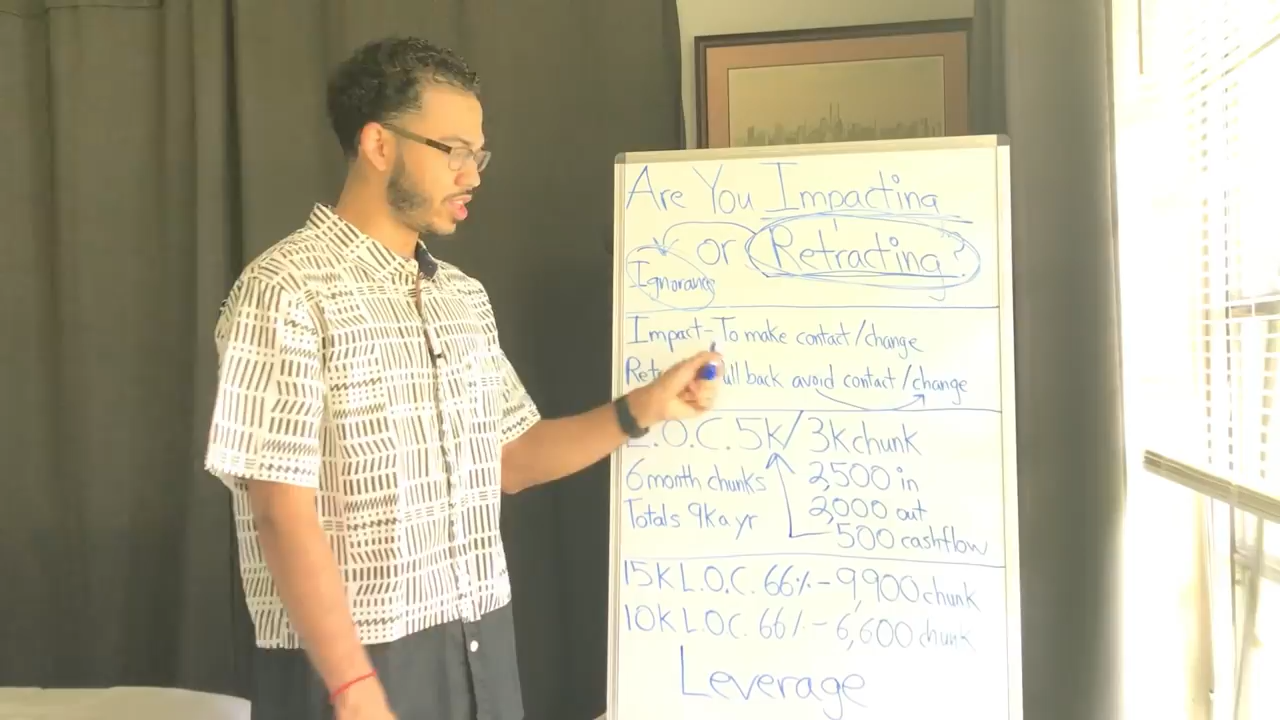 Are You Impacting
or Retracting?
Ignorance
Impact- To make contact/change
Ret ull back avoid contact/change
L.O.C. 5K/3K chunk
6 month chunks
Totals 9K a yr
2,500 in
2,000 out
500 cashflow
15K L.O.C. 66%- 9,900 chunk
10K L.O.C. 66%- 6,600 chunk
Leverage